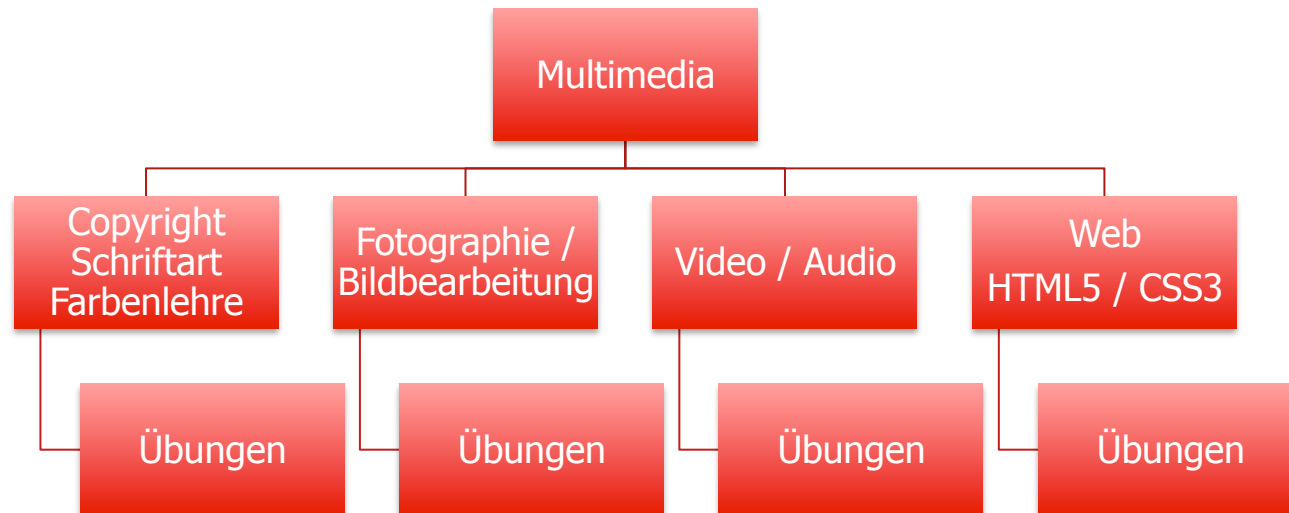 Multimedia
Copyright
Schriftart
Farbenlehre
Fotographie /
Bildbearbeitung
Video / Audio
Web
HTML5 / CSS3
Übungen
Übungen
Übungen
Übungen